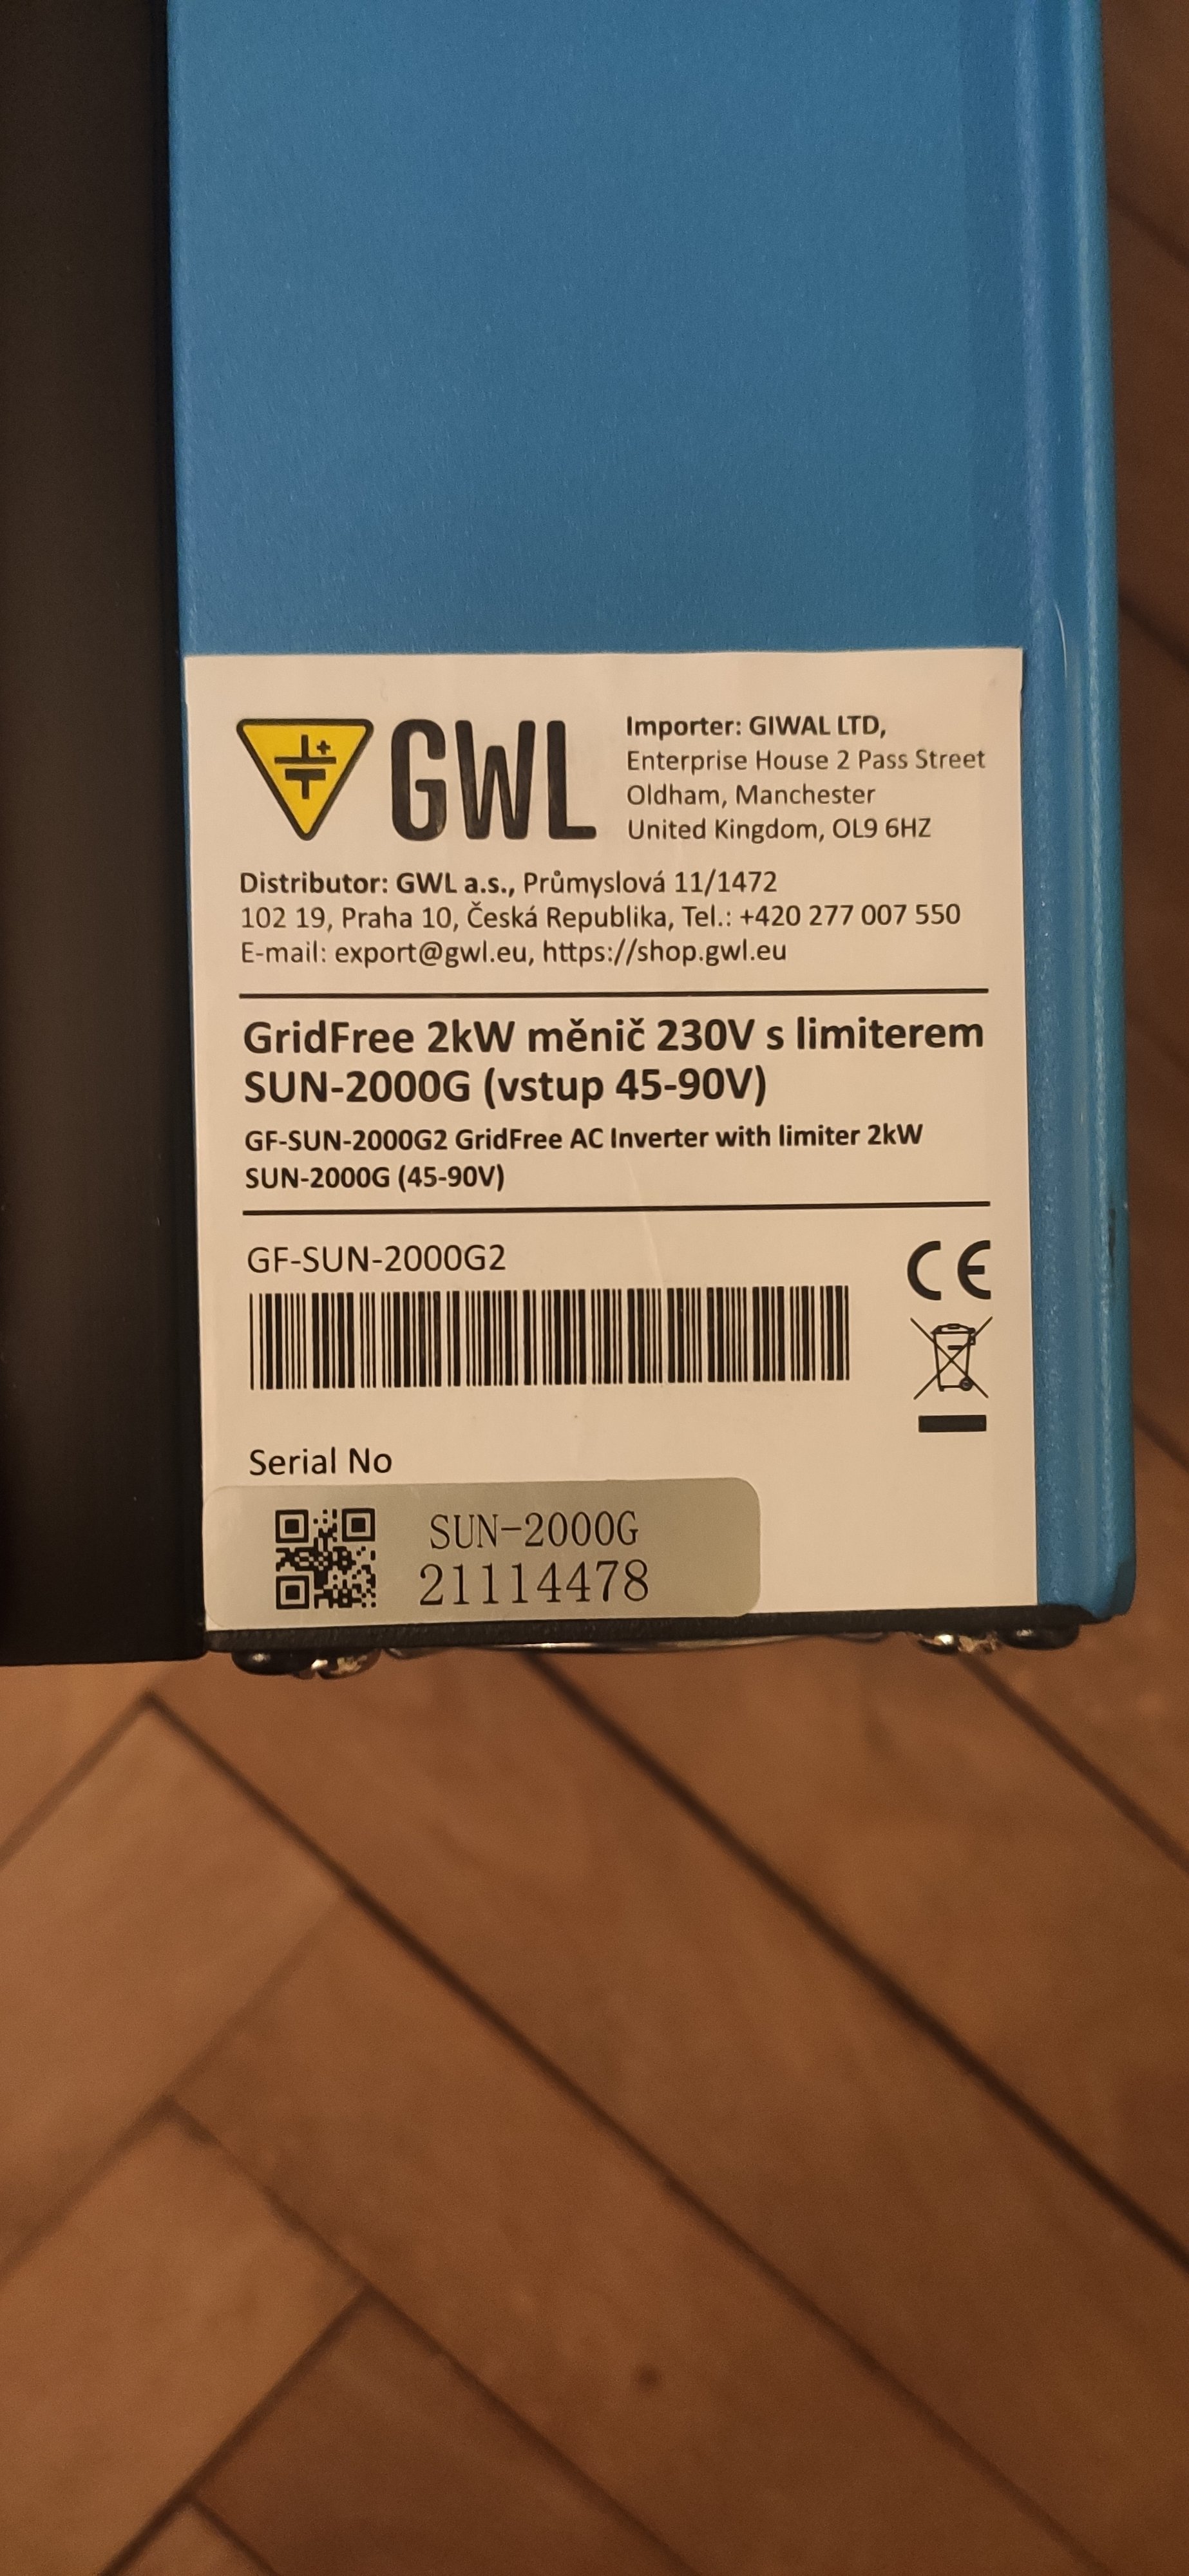 GWL
Importer: GIWAL LTD,
Enterprise House 2 Pass Street
Oldham, Manchester
United Kingdom, OL9 6HZ
Distributor: GWL a.s., Průmyslová 11/1472
102 19, Praha 10, Česká Republika, Tel.: +420 277 007 550
E-mail: export@gwl.eu, https://shop.gwl.eu
GridFree 2kW měnič 230V s limiterem
SUN-2000G (vstup 45-90V)
GF-SUN-2000G2 GridFree AC Inverter with limiter 2kW
SUN-2000G (45-90V)
GF-SUN-2000G2
CE
Serial No
SUN-2000G
21114478